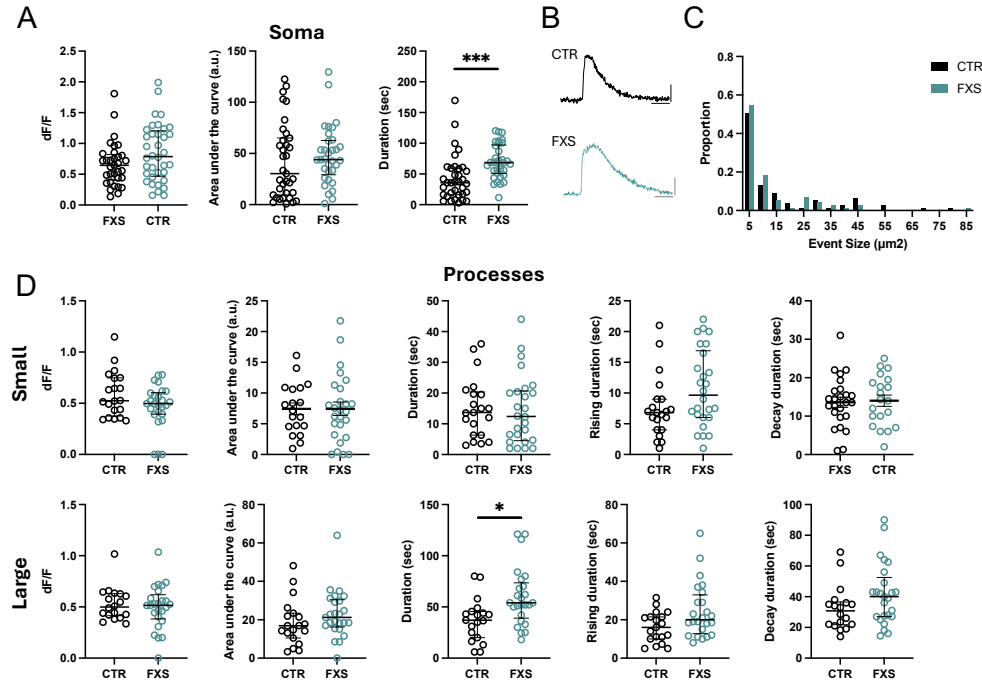 A
Soma
dF/F
2.5
2.0
1.5
1.0
0.5
0.0
FXS CTR
Area under the curve (a.u.)
150
100
50
0
CTR FXS
Duration (sec)
250
200
150
100
50
0
***
CTR FXS
B
CTR
FXS
C
Proportion
0.8
0.6
0.4
0.2
0.0
5 15 25 35 45 55 65 75 85
Event Size (µm2)
CTR
FXS
D
Processes
Small
dF/F
1.5
1.0
0.5
0.0
CTR FXS
Area under the curve (a.u.)
25
20
15
10
5
0
CTR FXS
Duration (sec)
50
40
30
20
10
0
CTR FXS
Rising duration (sec)
25
20
15
10
5
0
CTR FXS
Decay duration (sec)
40
30
20
10
0
FXS CTR
Large
dF/F
1.5
1.0
0.5
0.0
CTR FXS
Area under the curve (a.u.)
80
60
40
20
0
CTR FXS
Duration (sec)
150
100
50
0
*
CTR FXS
Rising duration (sec)
80
60
40
20
0
CTR FXS
Decay duration (sec)
100
80
60
40
20
0
CTR FXS